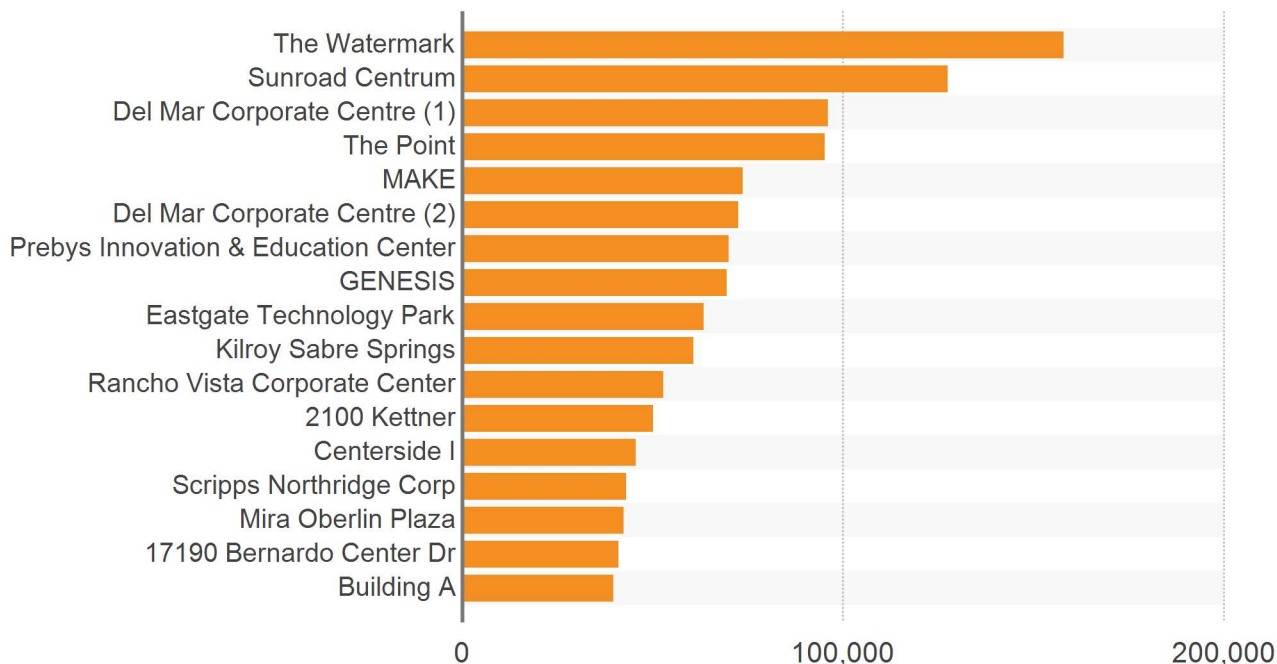 The Watermark
Sunroad Centrum
Del Mar Corporate Centre (1)
The Point
MAKE
Del Mar Corporate Centre (2)
Prebys Innovation & Education Center
GENESIS
Eastgate Technology Park
Kilroy Sabre Springs
Rancho Vista Corporate Center
2100 Kettner
Centerside I
Scripps Northridge Corp
Mira Oberlin Plaza
17190 Bernardo Center Dr
Building A
0 100,000 200,000